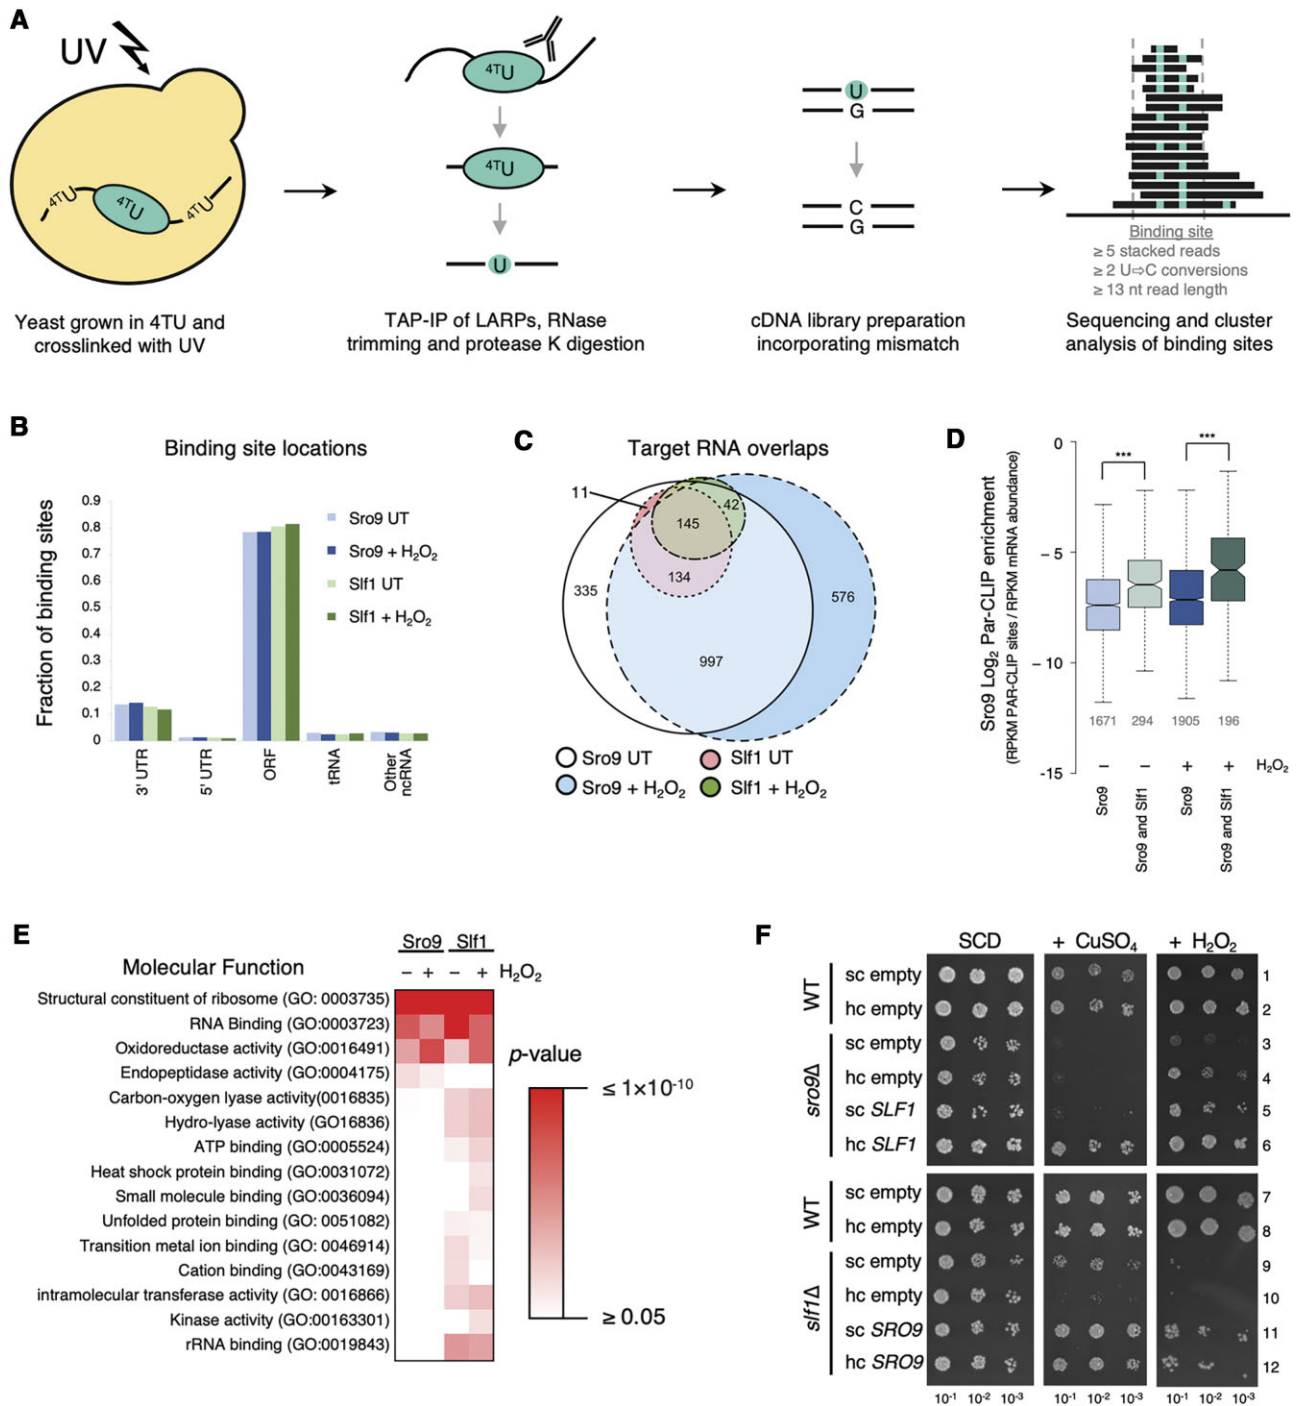 A
UV
4TU
4TU
4TU
Yeast grown in 4TU and
crosslinked with UV
4TU
4TU
U
TAP-IP of LARPs, RNase
trimming and protease K digestion
U
G
C
G
cDNA library preparation
incorporating mismatch
Binding site
≥ 5 stacked reads
≥ 2 U⇨C conversions
≥ 13 nt read length
Sequencing and cluster
analysis of binding sites
B
Binding site locations
Fraction of binding sites
0.9
0.8
0.7
0.6
0.5
0.4
0.3
0.2
0.1
0
Sro9 UT
Sro9 + H2O2
Slf1 UT
Slf1 + H2O2
3' UTR
5' UTR
ORF
tRNA
Other
ncRNA
C
Target RNA overlaps
11
42
145
134
335
576
997
Sro9 UT
Slf1 UT
Sro9 + H2O2
Slf1 + H2O2
D
Sro9 Log2 Par-CLIP enrichment
(RPKM PAR-CLIP sites / RPKM mRNA abundance)
0
– 5
– 10
-15
***
***
1671
294
1905
196
– – + + H2O2
Sro9
Sro9 and Slf1
Sro9
Sro9 and Slf1
E
Sro9 Slf1
Molecular Function
– + – + H2O2
Structural constituent of ribosome (GO: 0003735)
RNA Binding (GO:0003723)
Oxidoreductase activity (GO:0016491)
Endopeptidase activity (GO:0004175)
Carbon-oxygen lyase activity(0016835)
Hydro-lyase activity (GO16836)
ATP binding (GO:0005524)
Heat shock protein binding (GO:0031072)
Small molecule binding (GO:0036094)
Unfolded protein binding (GO: 0051082)
Transition metal ion binding (GO: 0046914)
Cation binding (GO:0043169)
intramolecular transferase activity (GO: 0016866)
Kinase activity (GO:00163301)
rRNA binding (GO:0019843)
p-value
≤ 1×10-10
≥ 0.05
F
SCD + CuSO4 + H2O2
WT
sc empty 1
hc empty 2
sro9Δ
sc empty 3
hc empty 4
sc SLF1 5
hc SLF1 6
WT
sc empty 7
hc empty 8
slf1Δ
sc empty 9
hc empty 10
sc SRO9 11
hc SRO9 12
10-1 10-2 10-3 10-1 10-2 10-3 10-1 10-2 10-3